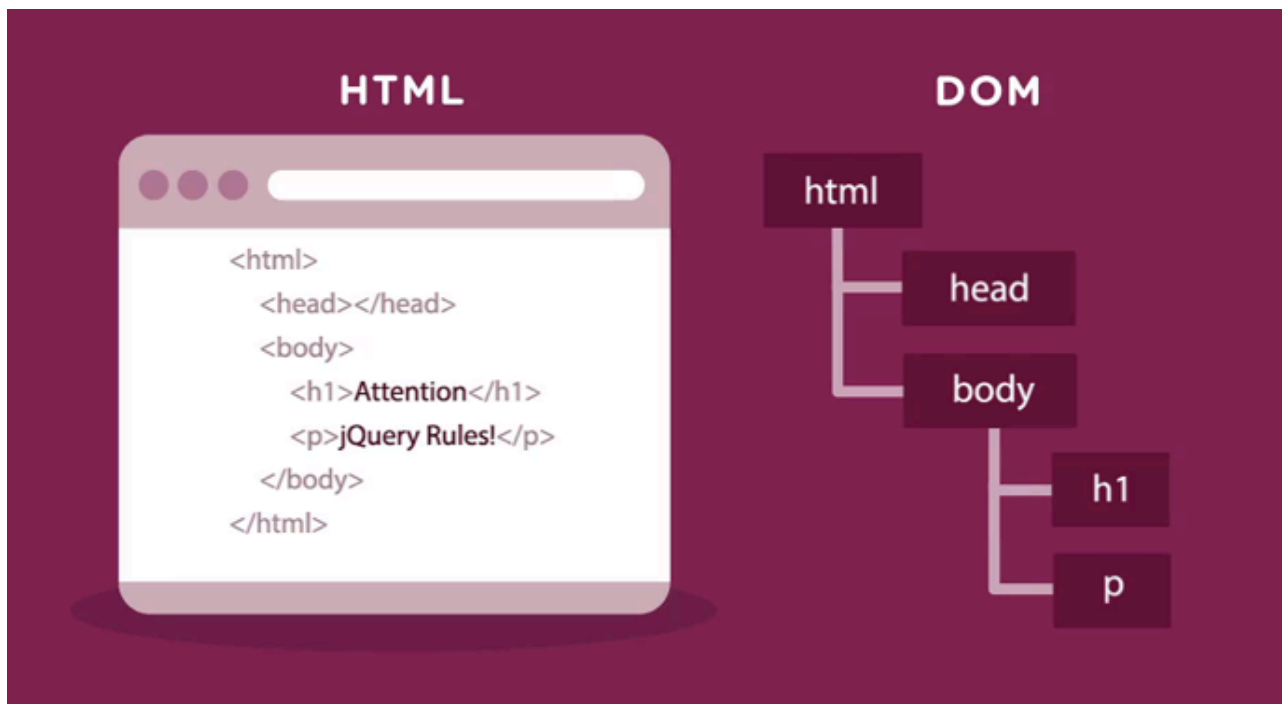 HTML
<html>
<head></head>
<body>
<h1>Attention</h1>
<p>jQuery Rules!</p>
</body>
</html>
DOM
html
head
body
h1
p